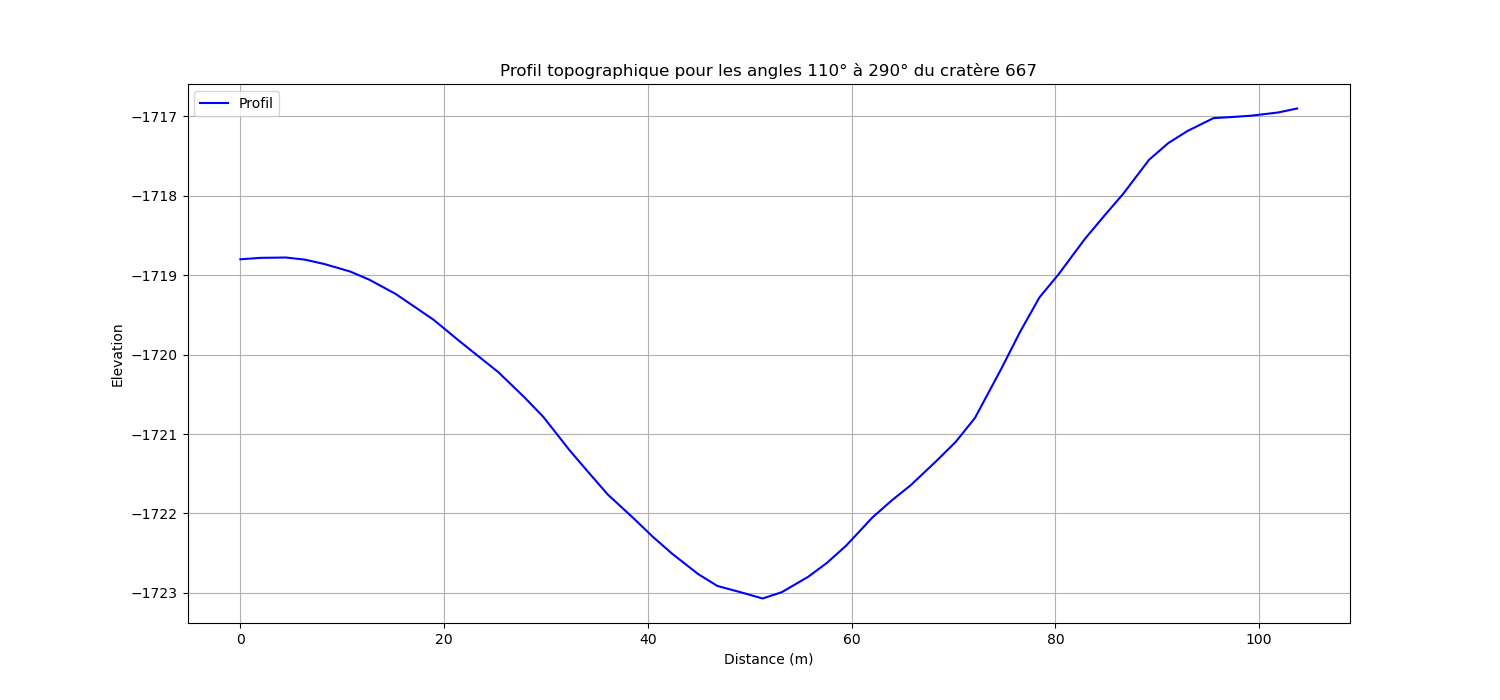 Profil topographique pour les angles 110° à 290° du cratère 667
Profil
−1717
−1718
−1719
−1720
−1721
−1722
−1723
Elevation
0 20 40 60 80 100
Distance (m)